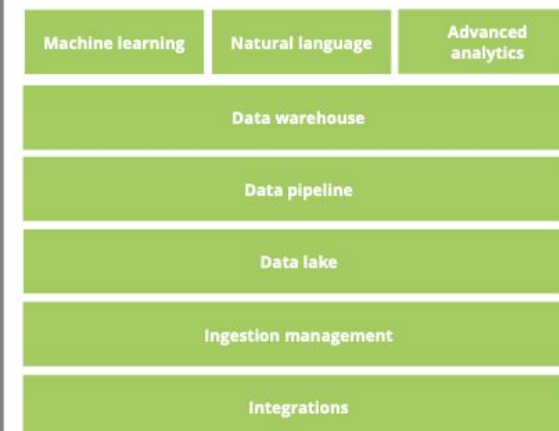 Machine learning
Natural language
Advanced
analytics
Data warehouse
Data pipeline
Data lake
Ingestion management
Integrations